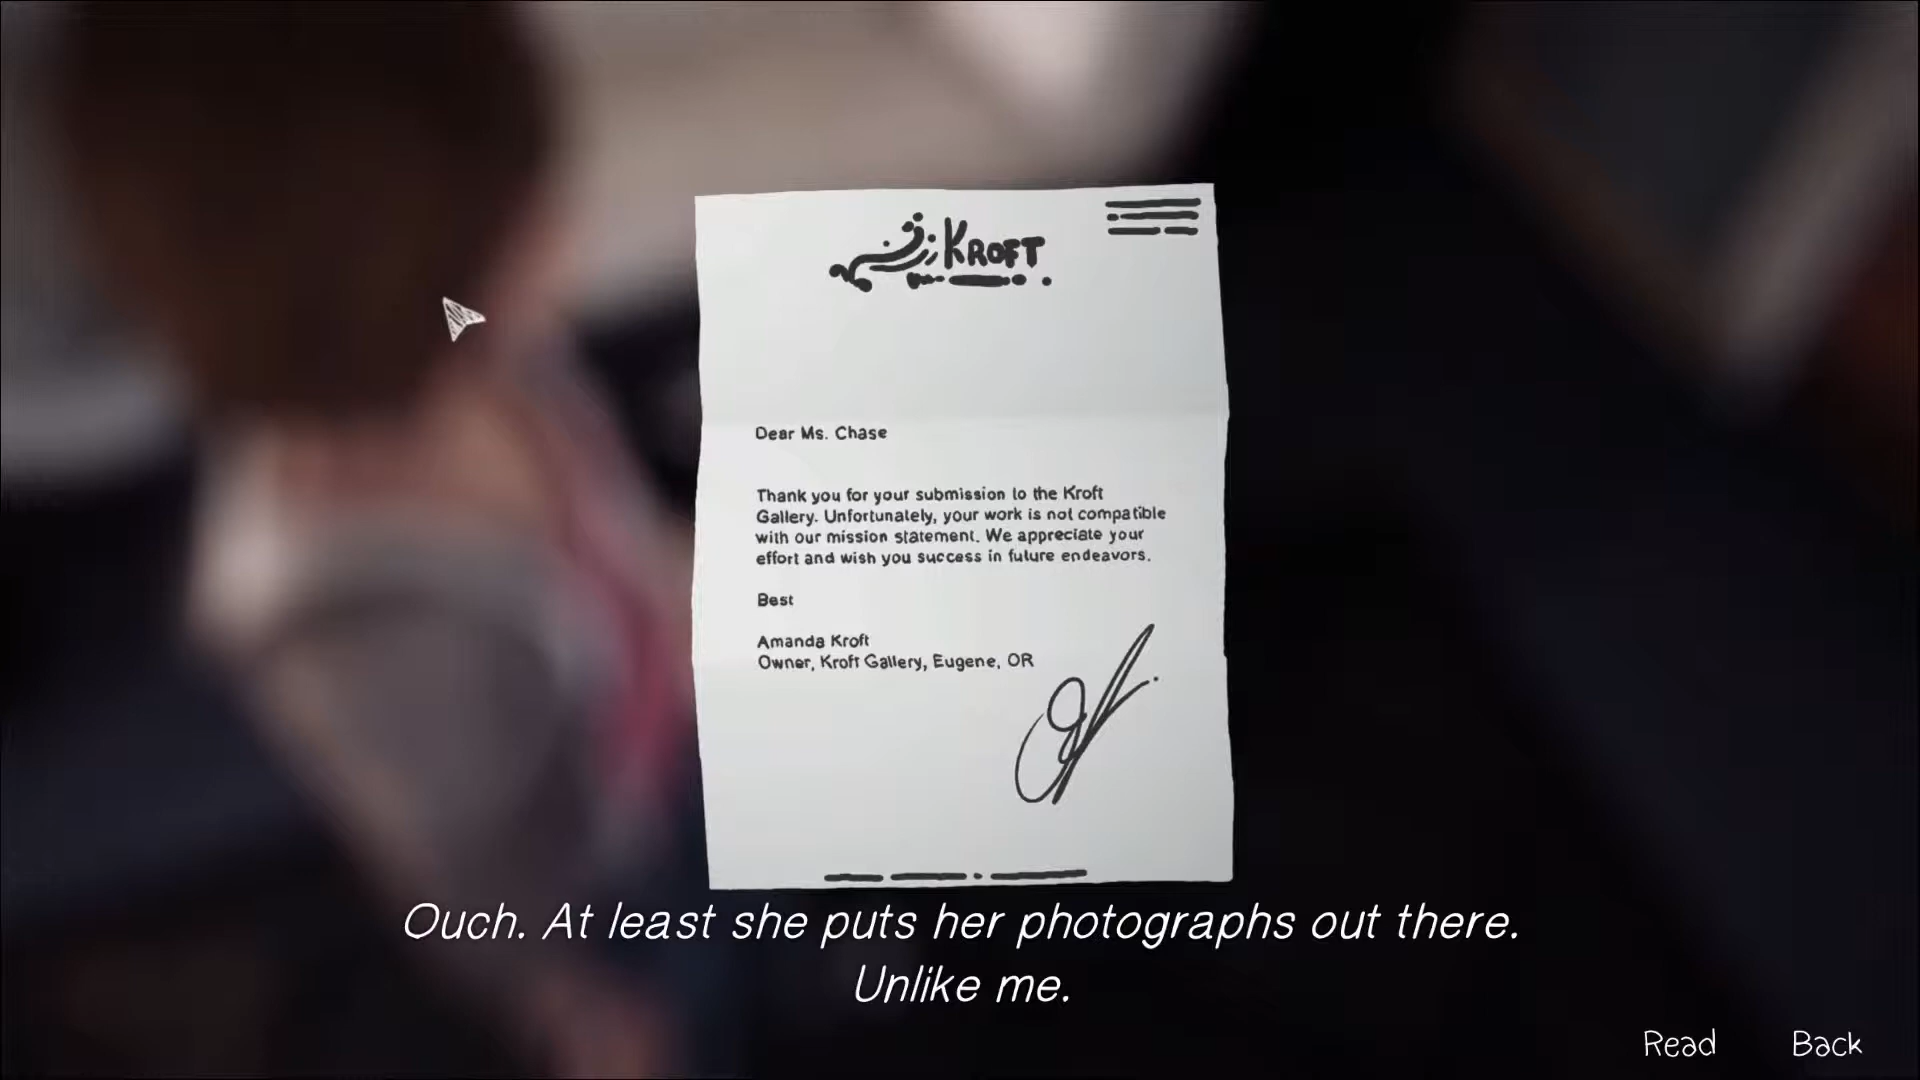 KROFT
Dear Ms. Chase
Thank you for your submission to the Kroft
Gallery. Unfortunately, your work is not compatible
with our mission statement. We appreciate your
effort and wish you success in future endeavors.
Best
Amanda Kroft
Owner, Kroft Gallery, Eugene, OR
Ouch. At least she puts her photographs out there.
Unlike me.
Read
Back